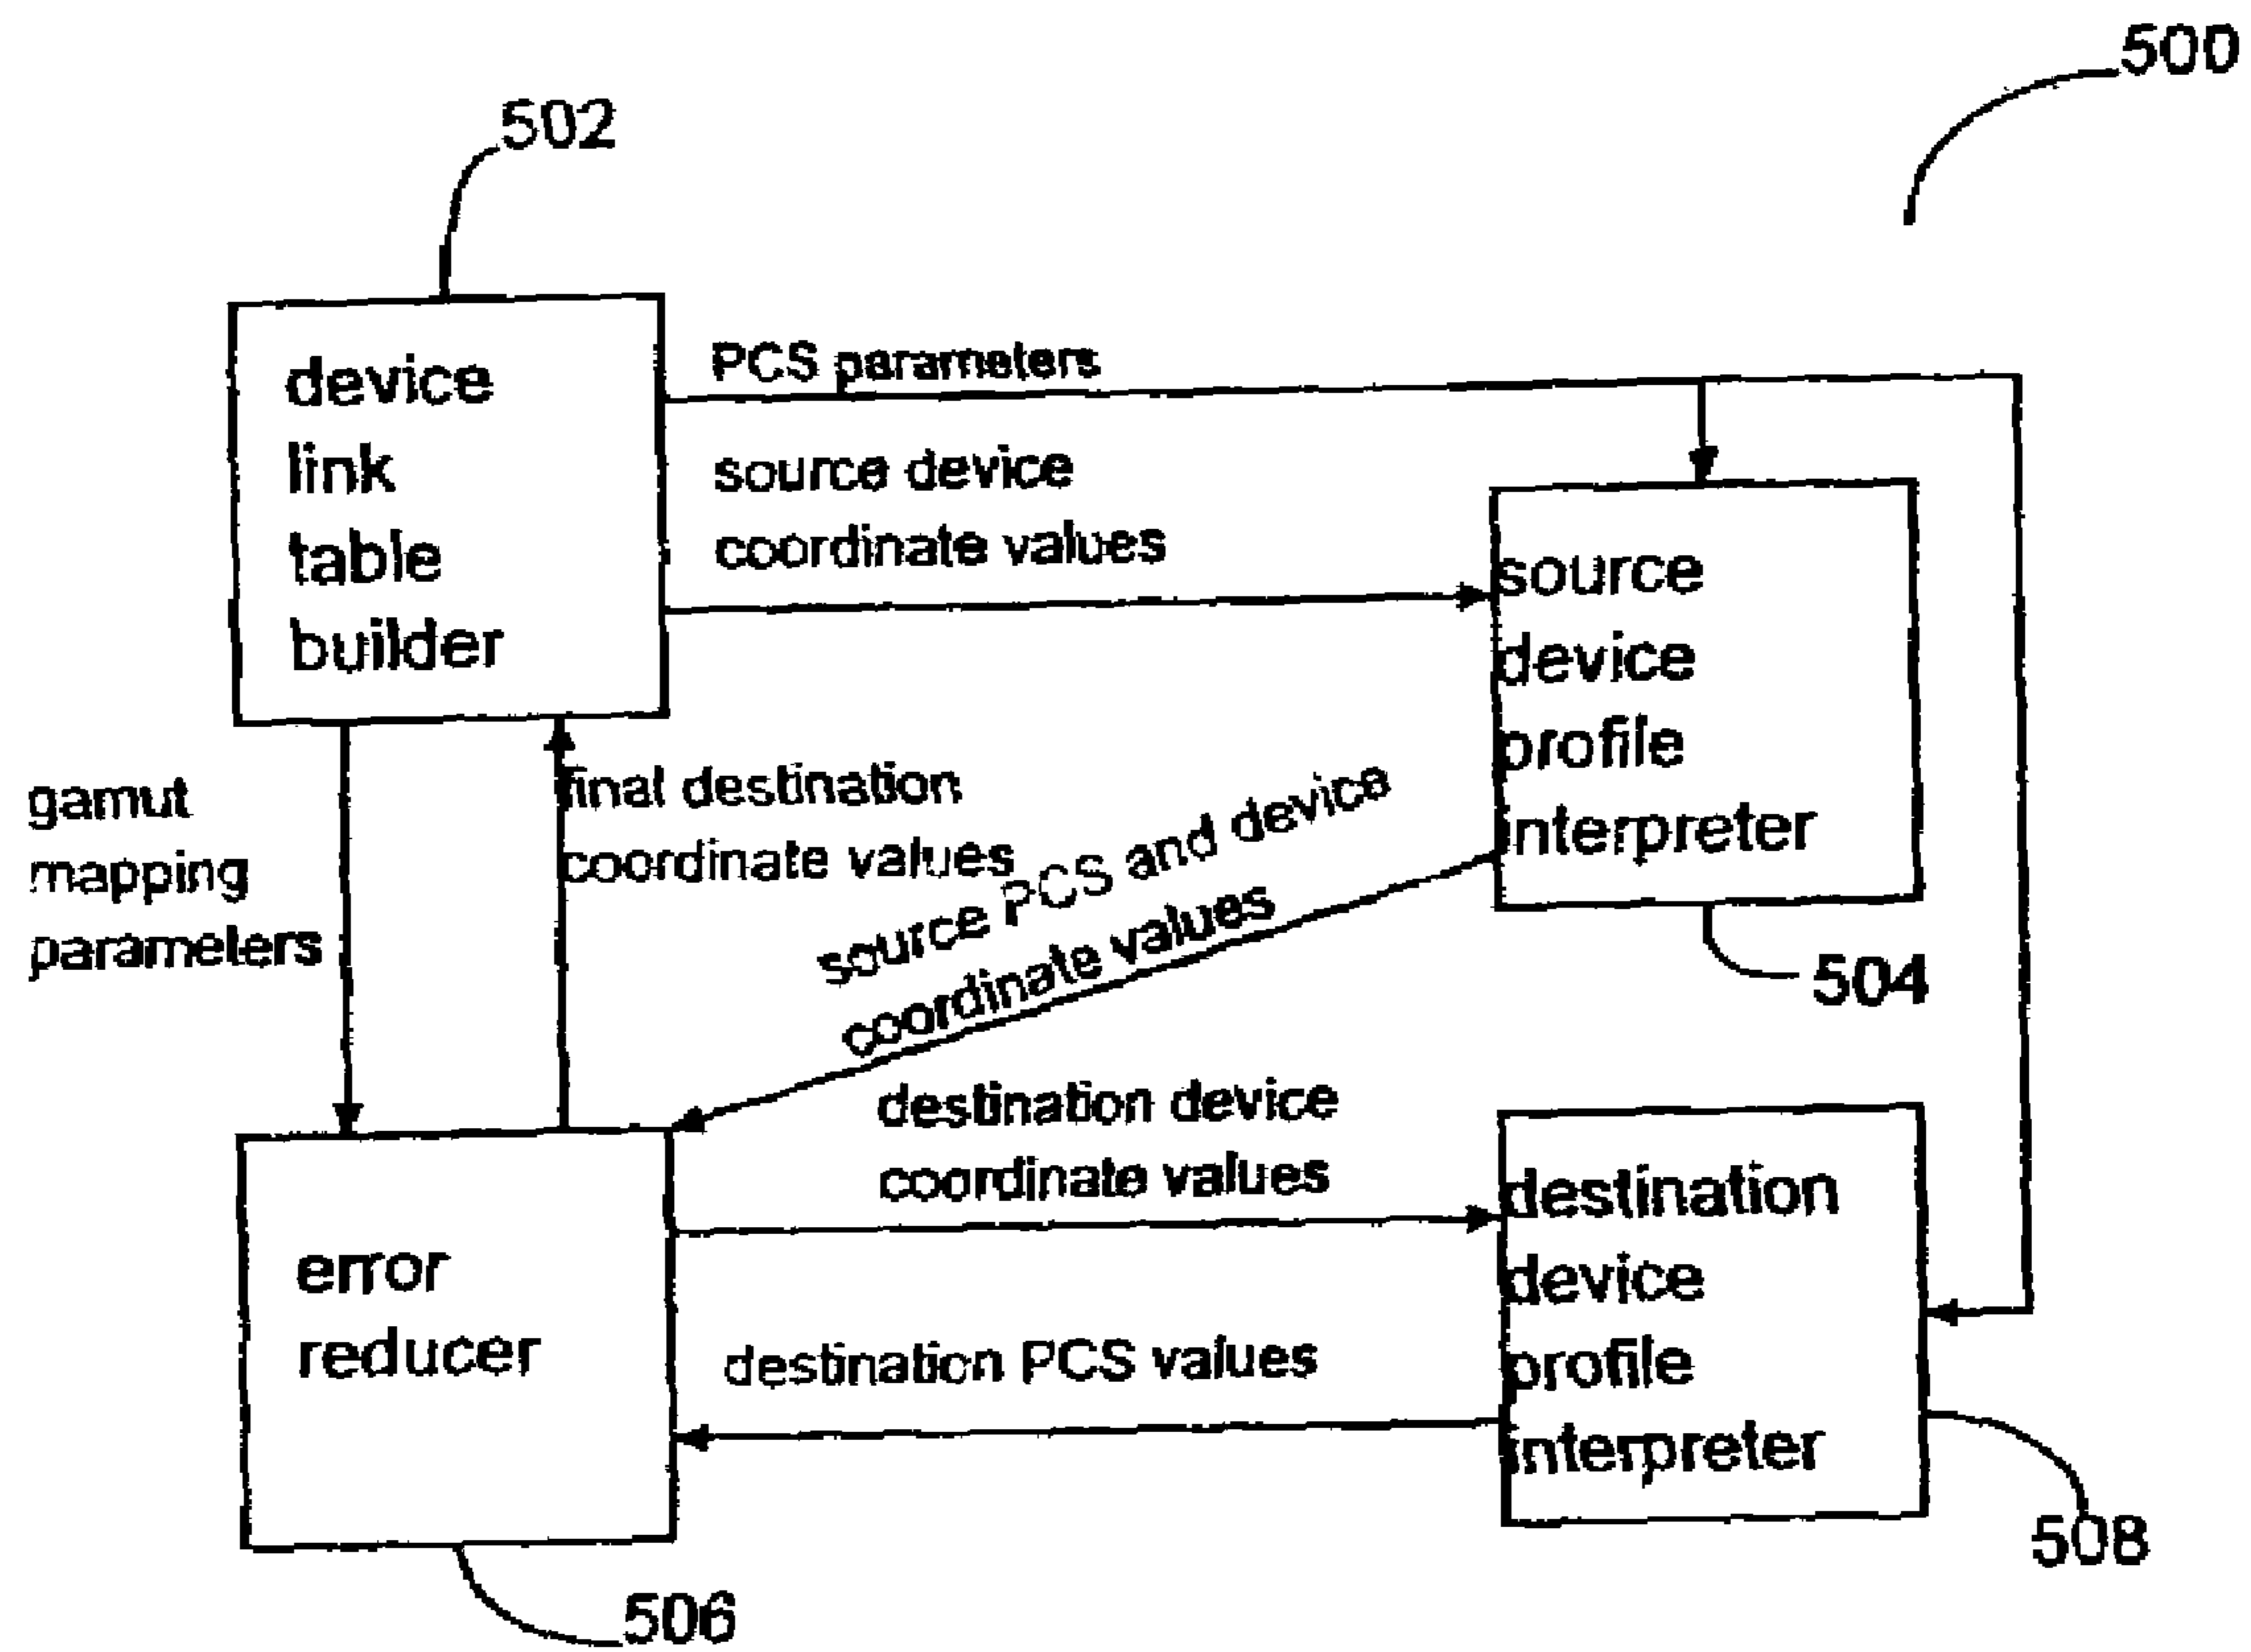 500
502
device
link
table
builder
PCS parameters
source device
coordinate values
source
device
profile
interpreter
504
gamut
mapping
parameters
final destination
coordinate values
source PCS and device
coordinate values
destination device
coordinate values
error
reducer
destination PCS values
destination
device
profile
interpreter
508
506